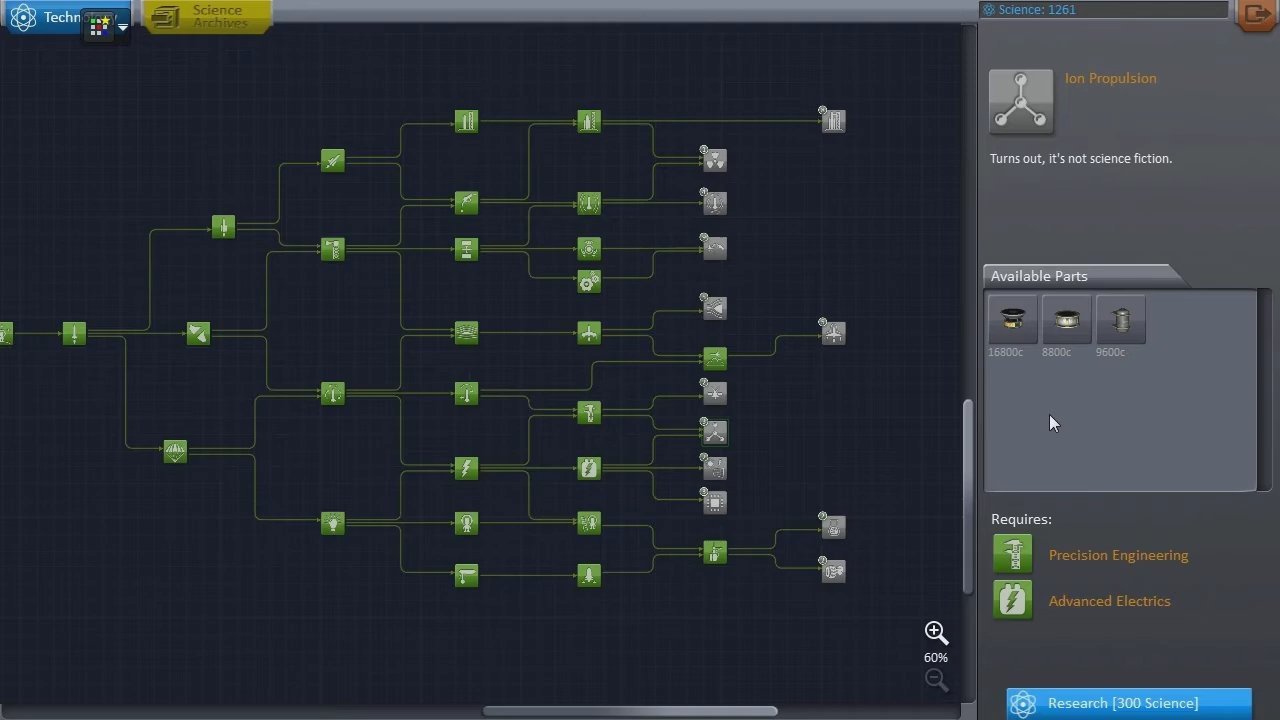 Techn
Science
Archives
Science: 1261
Ion Propulsion
Turns out, it's not science fiction.
Available Parts
16800c
8800c
9600c
Requires:
Precision Engineering
Advanced Electrics
60%
Research [300 Science]